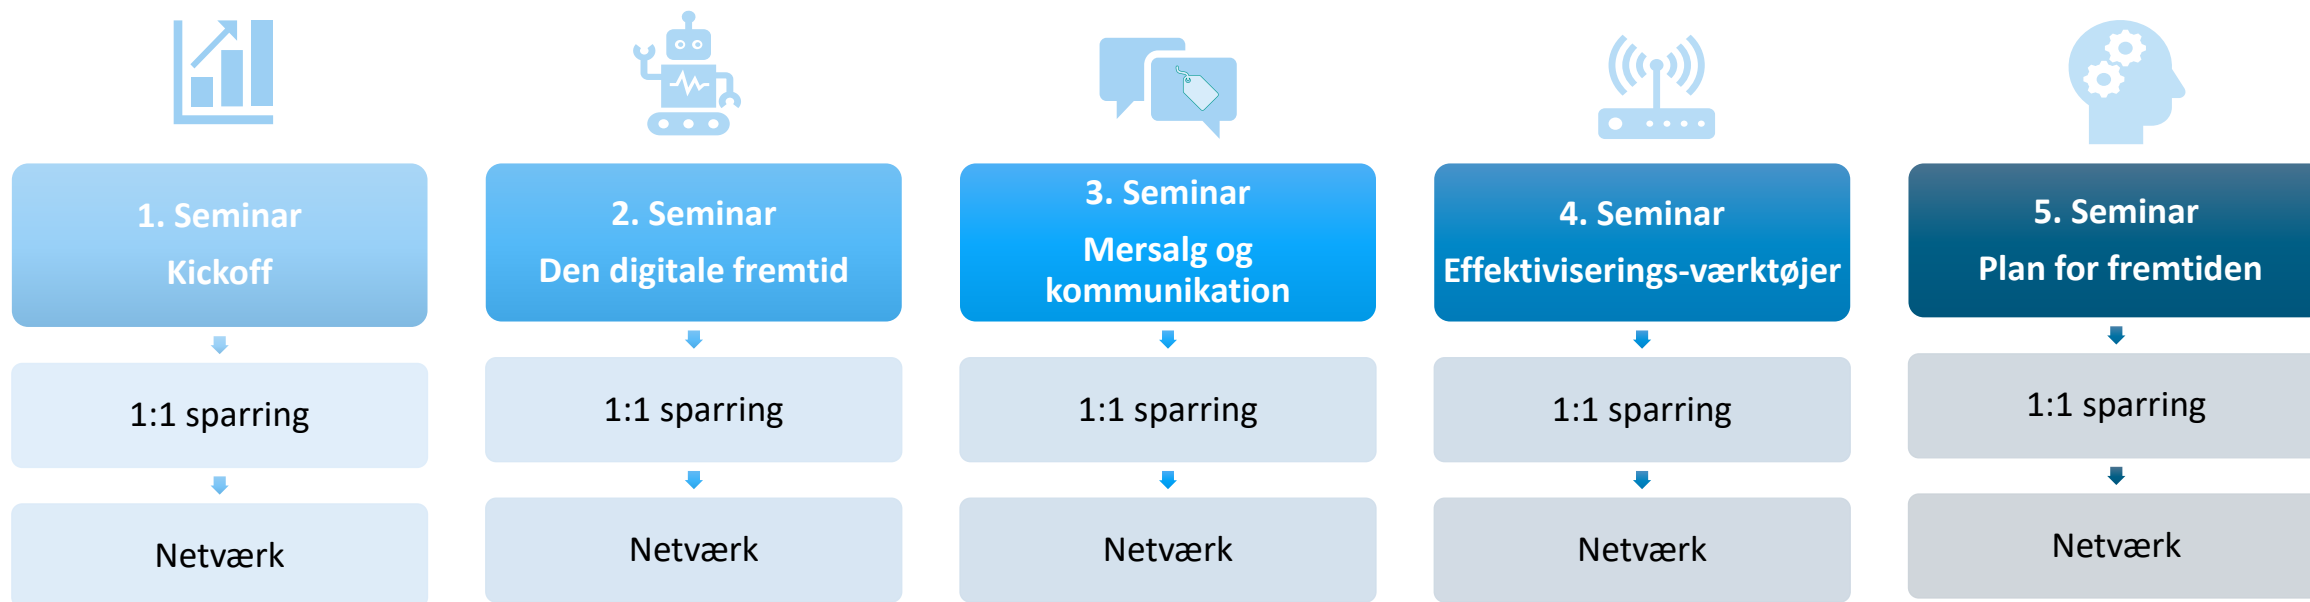 1. Seminar
Kickoff
1:1 sparring
Netværk
2. Seminar
Den digitale fremtid
1:1 sparring
Netværk
3. Seminar
Mersalg og
kommunikation
1:1 sparring
Netværk
4. Seminar
Effektiviserings-værktøjer
1:1 sparring
Netværk
5. Seminar
Plan for fremtiden
1:1 sparring
Netværk